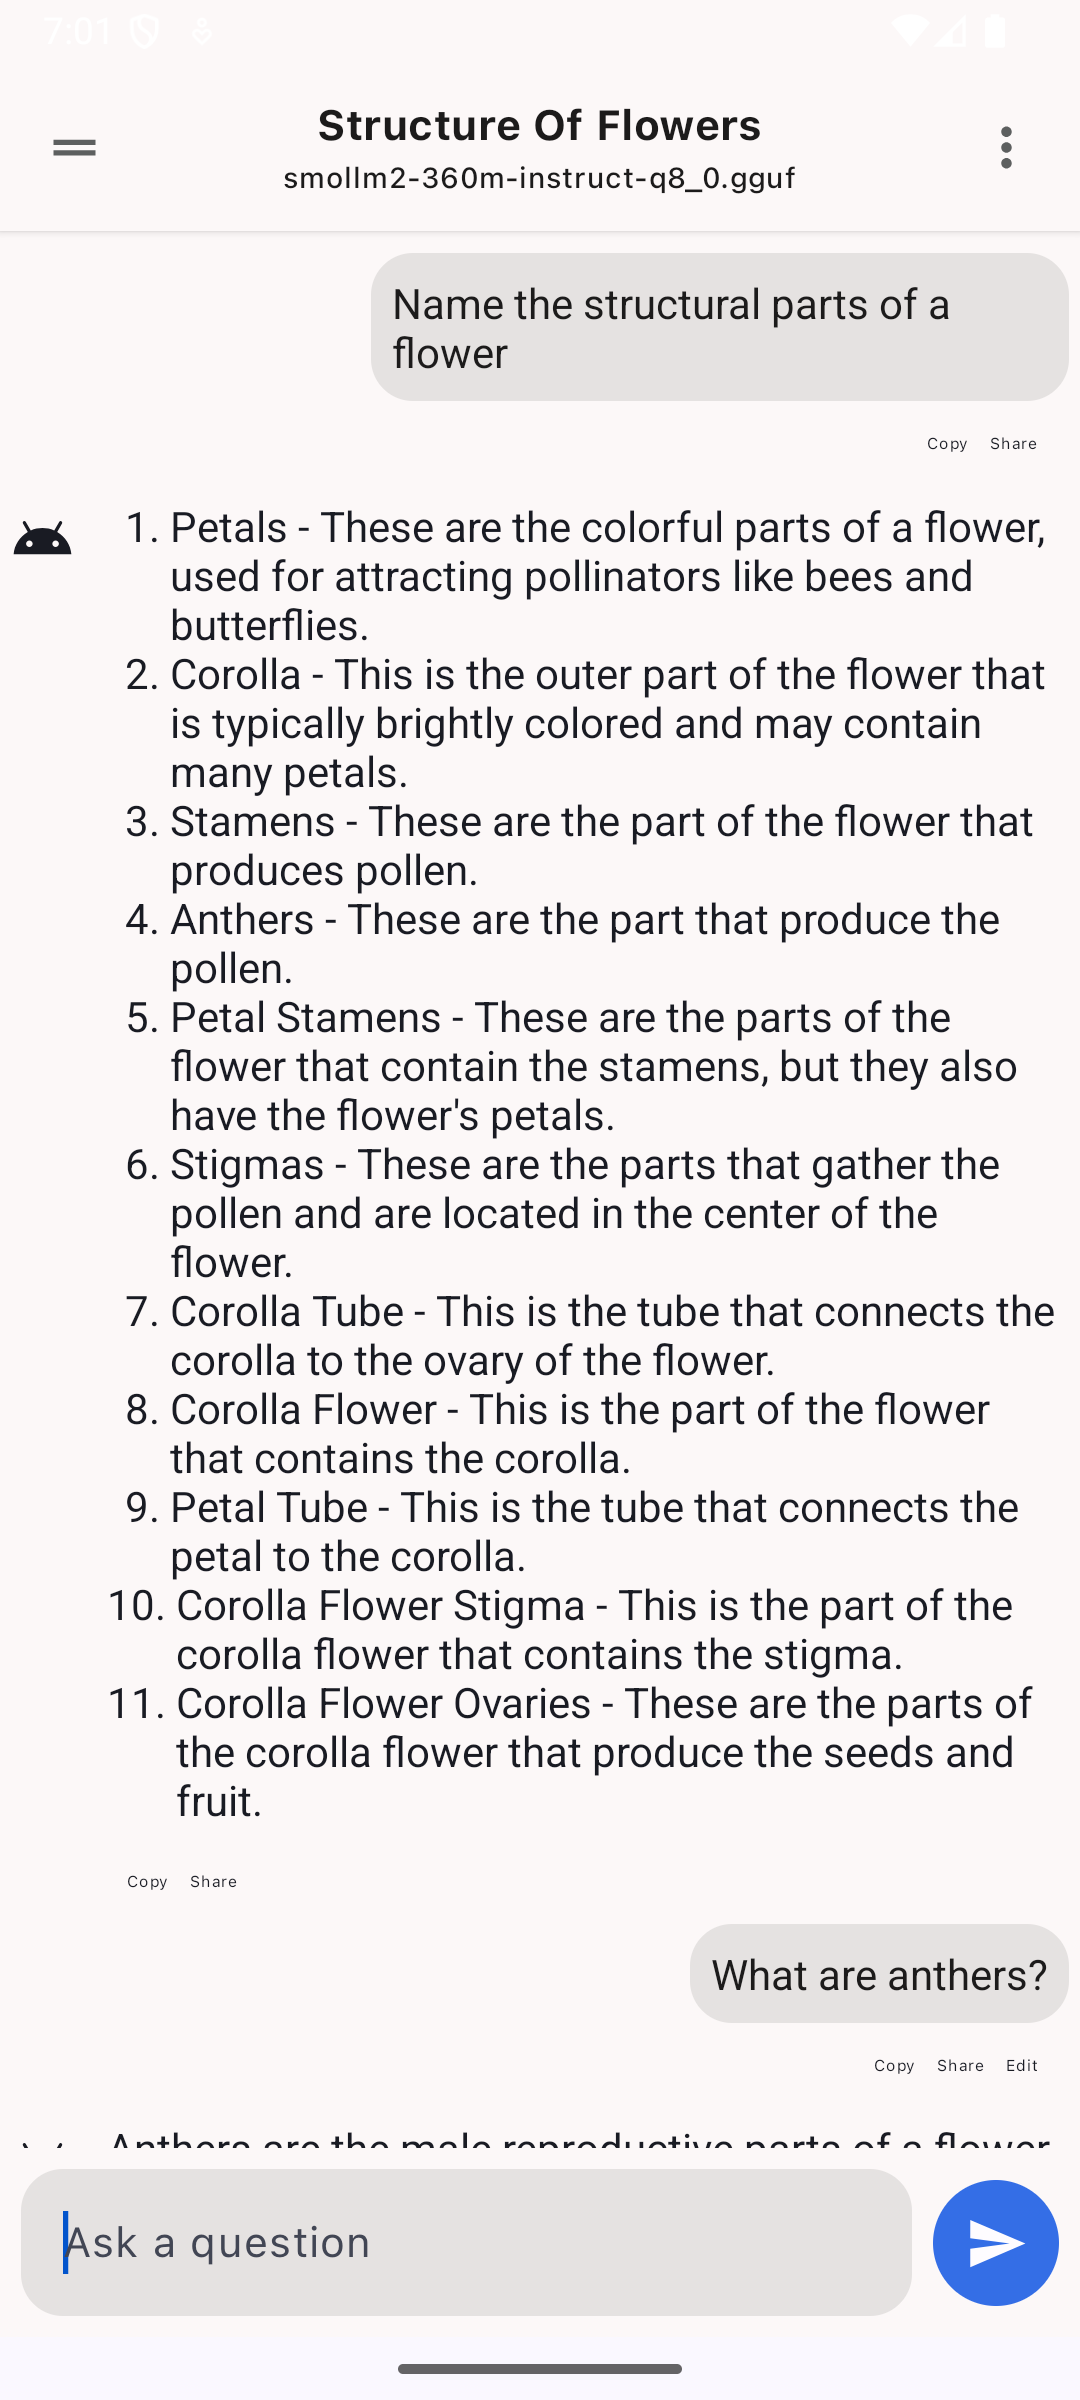 7:01
Structure Of Flowers
smollm2-360m-instruct-q8_0.gguf
Name the structural parts of a
flower
Copy Share
1. Petals - These are the colorful parts of a flower,
used for attracting pollinators like bees and
butterflies.
2. Corolla - This is the outer part of the flower that
is typically brightly colored and may contain
many petals.
3. Stamens - These are the part of the flower that
produces pollen.
4. Anthers - These are the part that produce the
pollen.
5. Petal Stamens - These are the parts of the
flower that contain the stamens, but they also
have the flower's petals.
6. Stigmas - These are the parts that gather the
pollen and are located in the center of the
flower.
7. Corolla Tube - This is the tube that connects the
corolla to the ovary of the flower.
8. Corolla Flower - This is the part of the flower
that contains the corolla.
9. Petal Tube - This is the tube that connects the
petal to the corolla.
10. Corolla Flower Stigma - This is the part of the
corolla flower that contains the stigma.
11. Corolla Flower Ovaries - These are the parts of
the corolla flower that produce the seeds and
fruit.
Copy Share
What are anthers?
Copy Share Edit
Anthers are the male reproductive parts of a flower
Ask a question